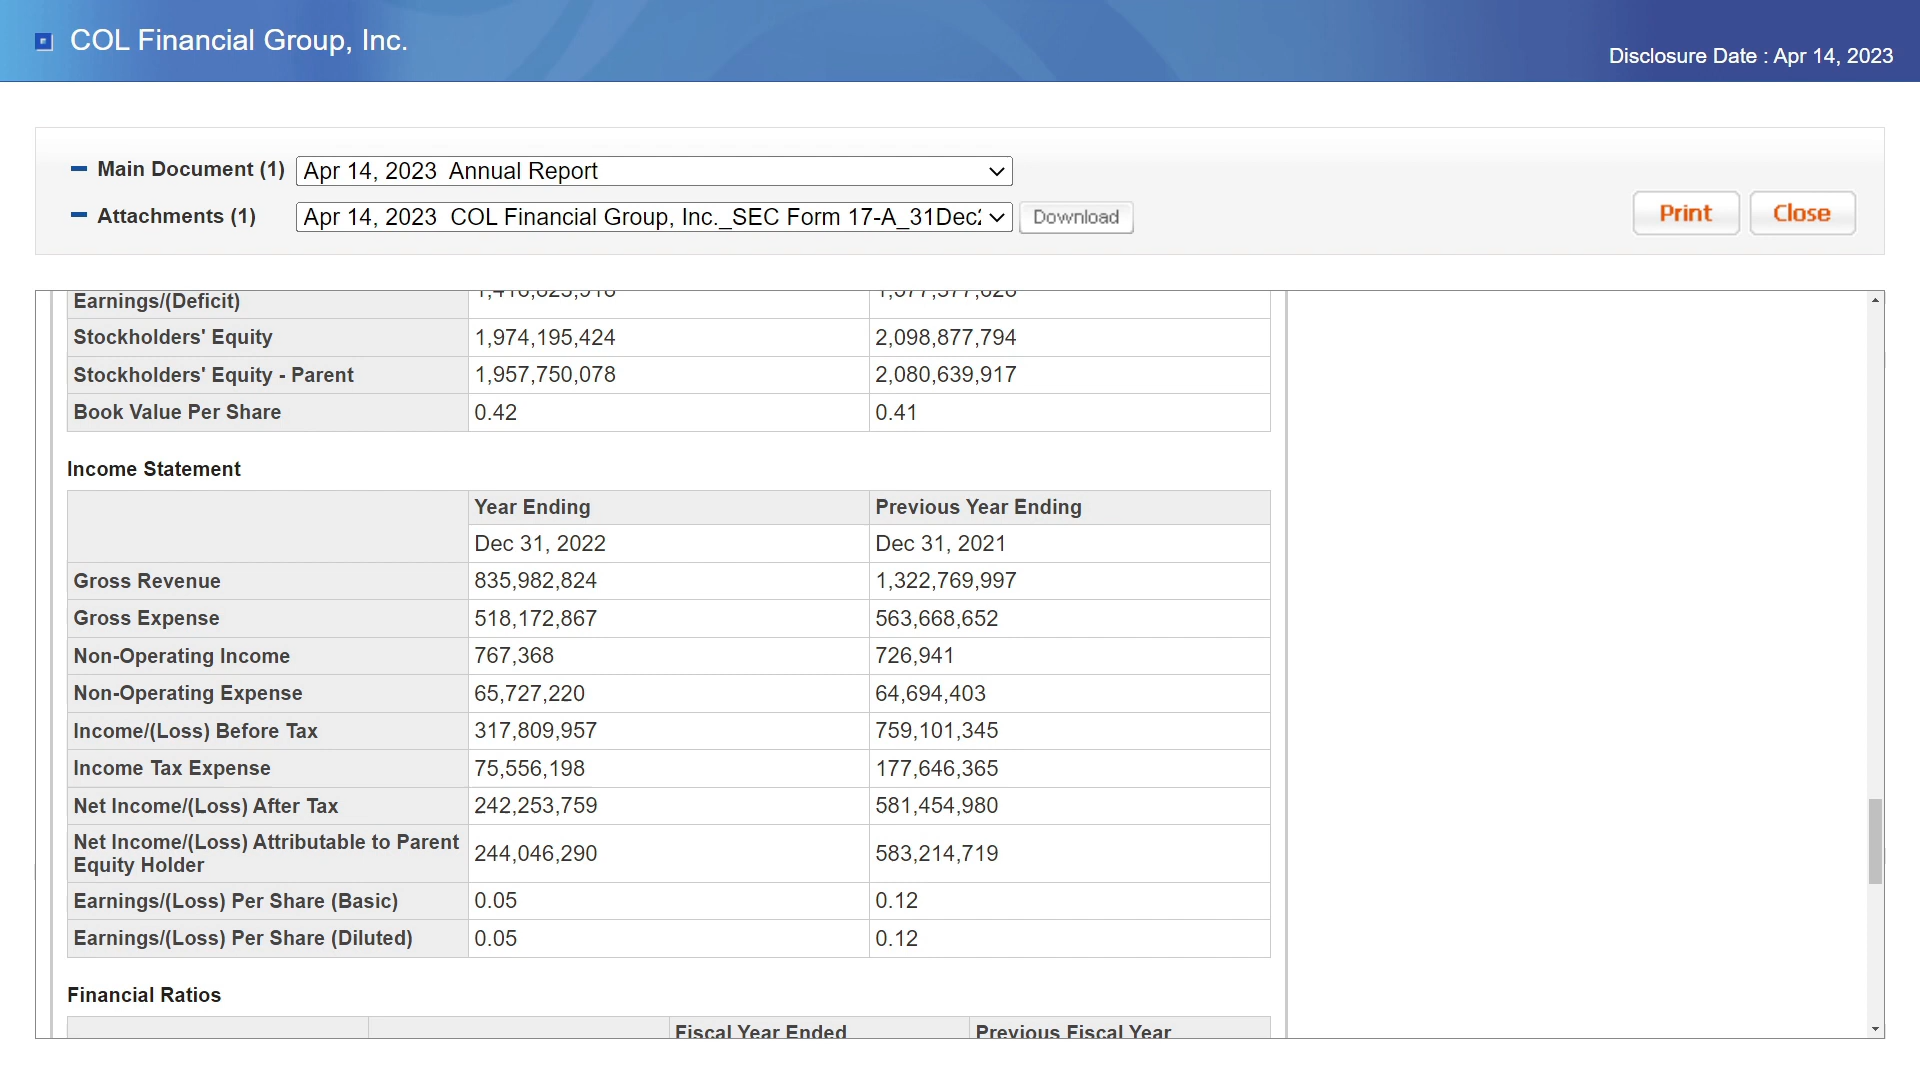 COL Financial Group, Inc.
Disclosure Date : Apr 14, 2023
Main Document (1) Apr 14, 2023 Annual Report
Attachments (1) Apr 14, 2023 COL Financial Group, Inc._SEC Form 17-A_31Dec Download
Print Close
Earnings/(Deficit)
Stockholders' Equity 1,974,195,424 2,098,877,794
Stockholders' Equity - Parent 1,957,750,078 2,080,639,917
Book Value Per Share 0.42 0.41
Income Statement
Year Ending Previous Year Ending
Dec 31, 2022 Dec 31, 2021
Gross Revenue 835,982,824 1,322,769,997
Gross Expense 518,172,867 563,668,652
Non-Operating Income 767,368 726,941
Non-Operating Expense 65,727,220 64,694,403
Income/(Loss) Before Tax 317,809,957 759,101,345
Income Tax Expense 75,556,198 177,646,365
Net Income/(Loss) After Tax 242,253,759 581,454,980
Net Income/(Loss) Attributable to Parent
Equity Holder 244,046,290 583,214,719
Earnings/(Loss) Per Share (Basic) 0.05 0.12
Earnings/(Loss) Per Share (Diluted) 0.05 0.12
Financial Ratios
Fiscal Year Ended Previous Fiscal Year